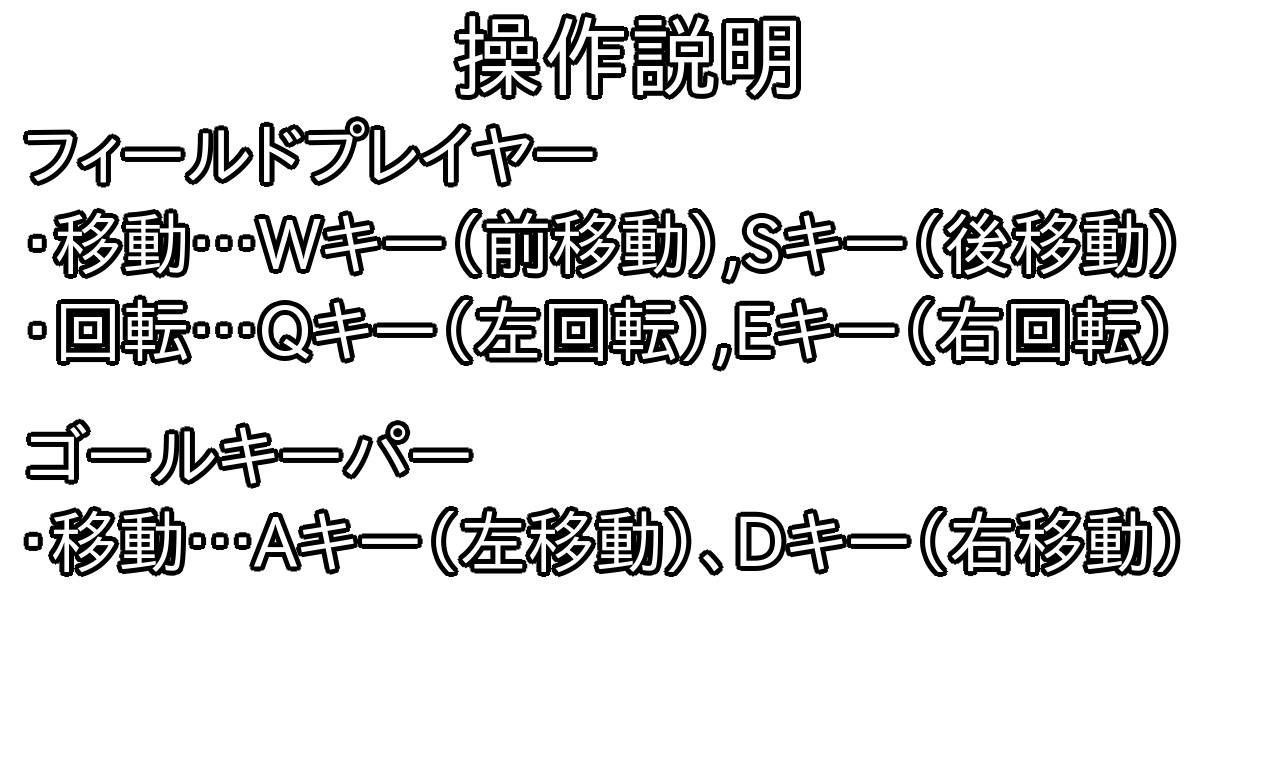 操作説明
フィールドプレイヤー
・移動…Wキー(前移動),Sキー(後移動)
・回転…Qキー(左回転),Eキー(右回転)
ゴールキーパー
・移動…Aキー(左移動)、Dキー(右移動)